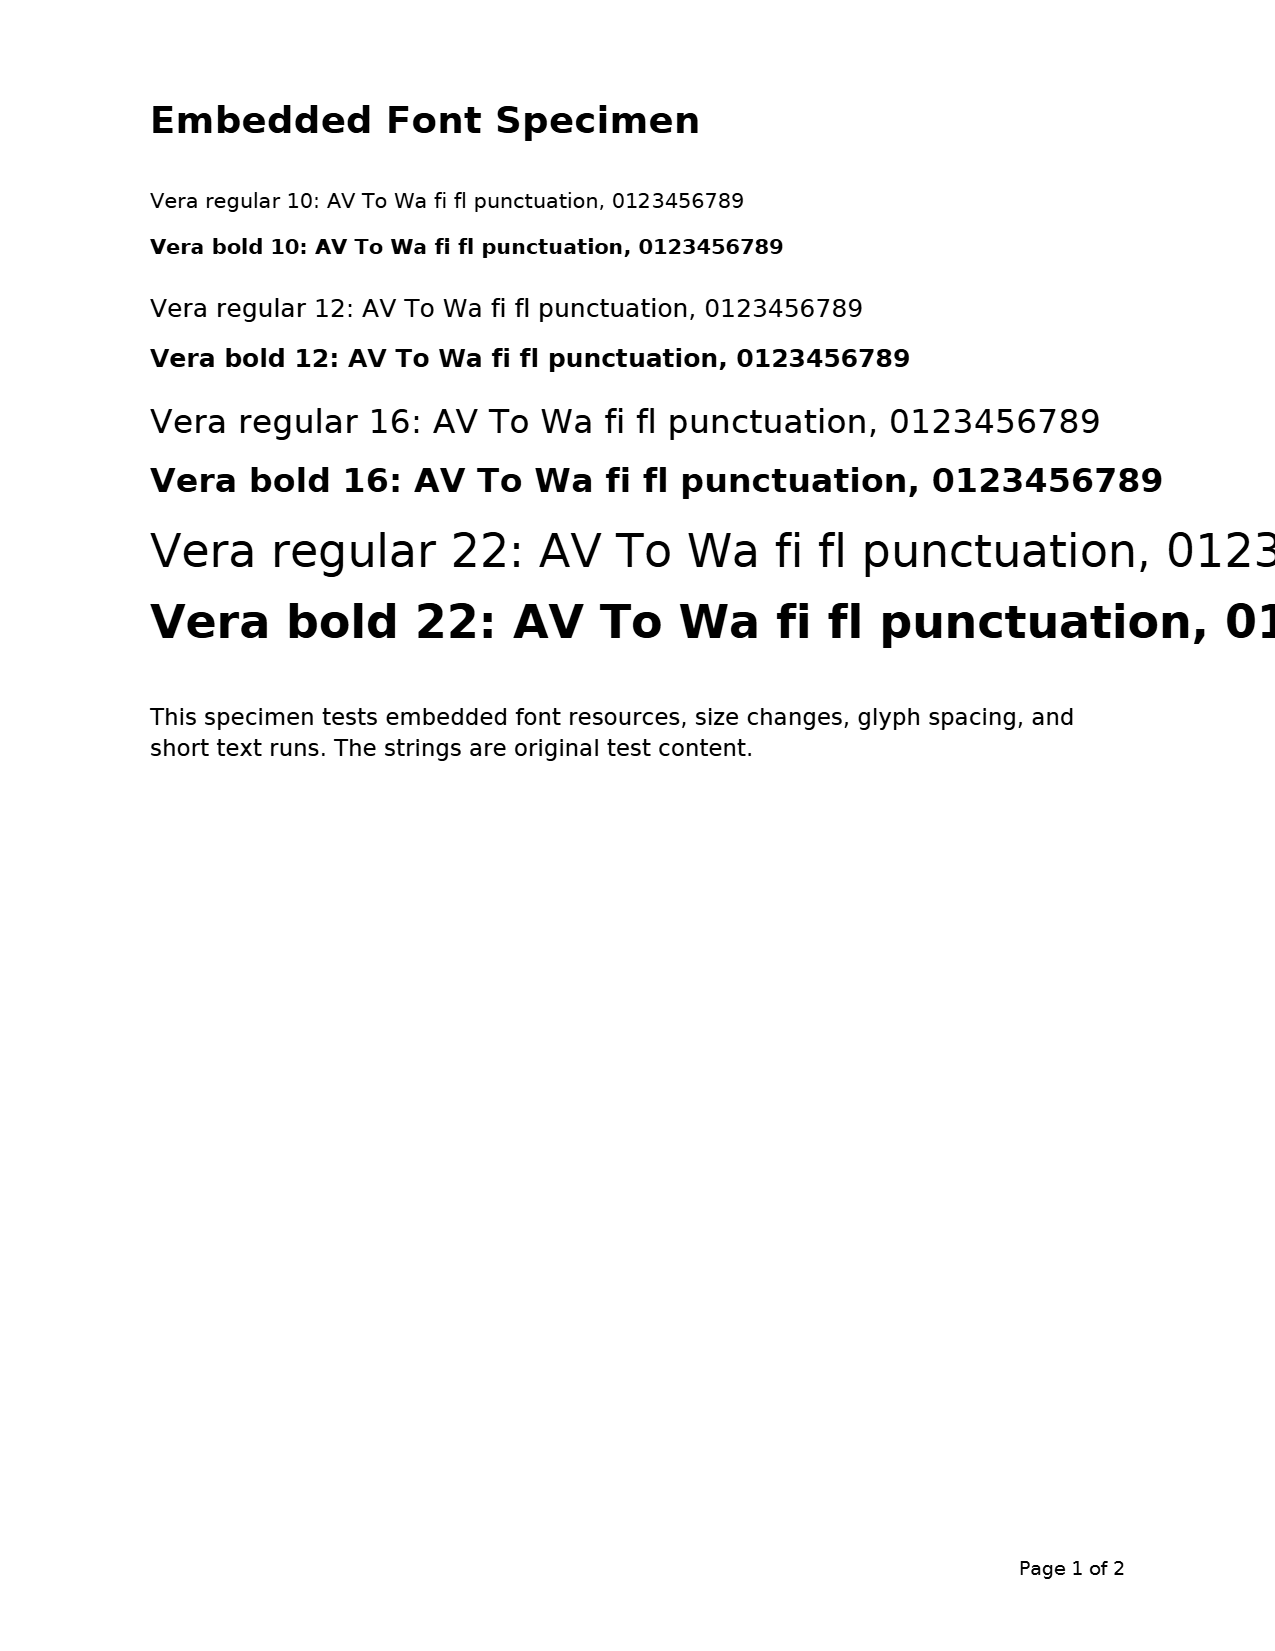 Embedded Font Specimen
Vera regular 10: AV To Wa fi fl punctuation, 0123456789
Vera bold 10: AV To Wa fi fl punctuation, 0123456789
Vera regular 12: AV To Wa fi fl punctuation, 0123456789
Vera bold 12: AV To Wa fi fl punctuation, 0123456789
Vera regular 16: AV To Wa fi fl punctuation, 0123456789
Vera bold 16: AV To Wa fi fl punctuation, 0123456789
Vera regular 22: AV To Wa fi fl punctuation, 0123
Vera bold 22: AV To Wa fi fl punctuation, 01
This specimen tests embedded font resources, size changes, glyph spacing, and
short text runs. The strings are original test content.
Page 1 of 2